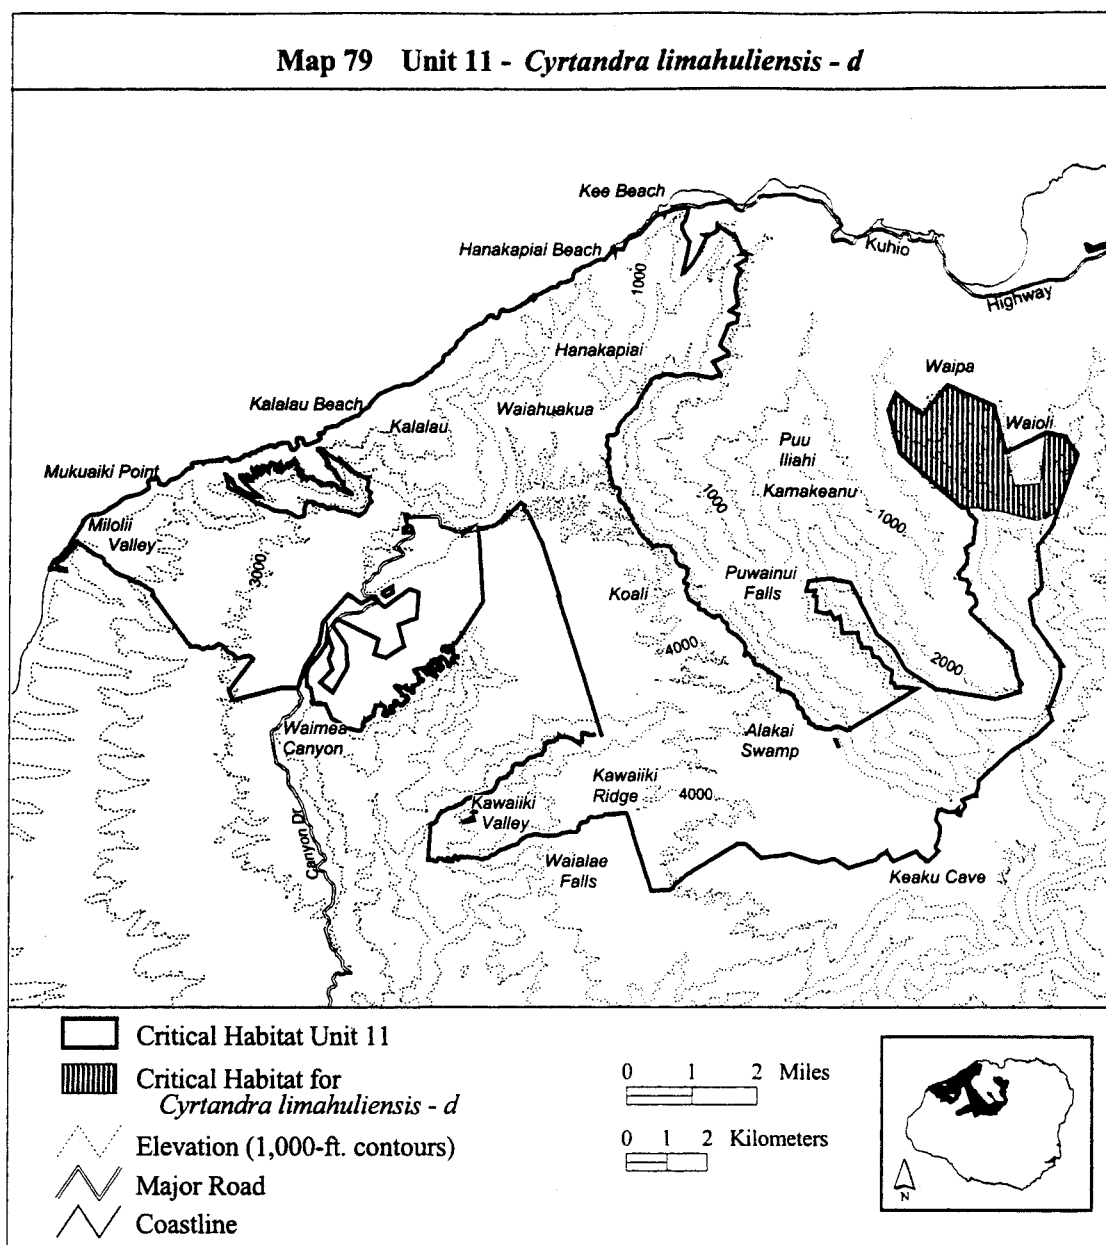 Map 79 Unit 11 - Cyrtandra limahuliensis - d
Kee Beach
Hanakapiai Beach
Kuhio
Highway
1000
Hanakapiai
Waipa
Kalalau Beach
Waiahuakua
Kalalau
Waioli
Puu
Iliahi
Mukuaiki Point
Kamakeanu
1000
1000
Milolii
Valley
3000
Puwainui
Falls
Koali
4000
2000
Waimea
Canyon
Alakai
Swamp
Kawaiiki
Ridge
4000
Kawaiiki
Valley
Canyon Dr
Waialae
Falls
Keaku Cave
Critical Habitat Unit 11
Critical Habitat for
Cyrtandra limahuliensis - d
Elevation (1,000-ft. contours)
Major Road
Coastline
0 1 2 Miles
0 1 2 Kilometers
N